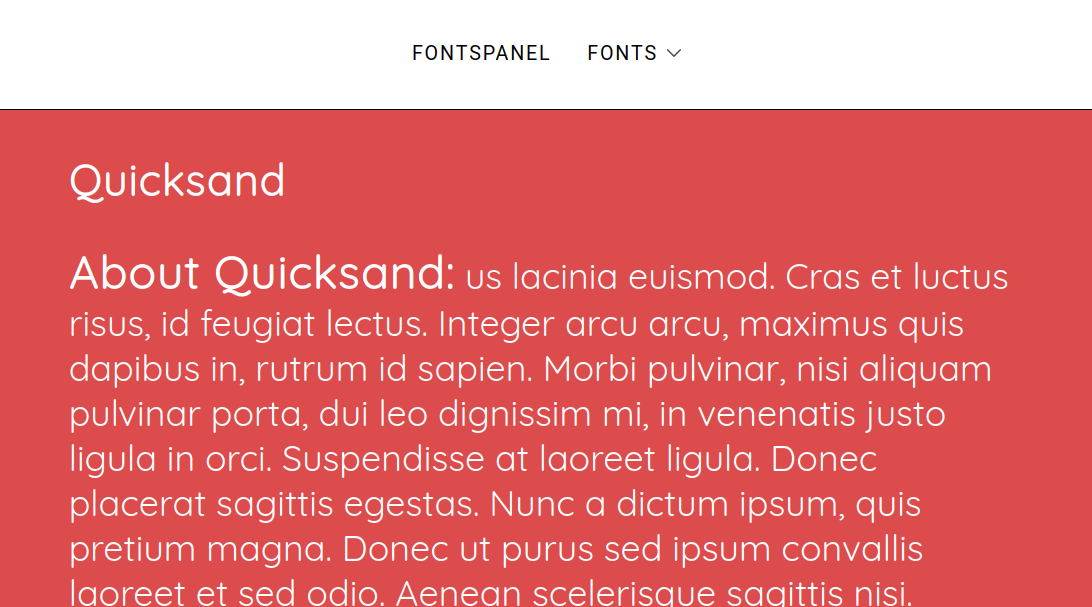 FONTSPANEL FONTS
Quicksand
About Quicksand: us lacinia euismod. Cras et luctus
risus, id feugiat lectus. Integer arcu arcu, maximus quis
dapibus in, rutrum id sapien. Morbi pulvinar, nisi aliquam
pulvinar porta, dui leo dignissim mi, in venenatis justo
ligula in orci. Suspendisse at laoreet ligula. Donec
placerat sagittis egestas. Nunc a dictum ipsum, quis
pretium magna. Donec ut purus sed ipsum convallis
laoreet et sed odio. Aenean scelerisque sagittis nisi.